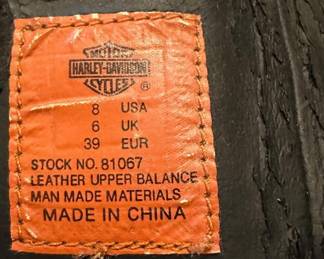 MOTOR
HARLEY-DAVIDSON
CYCLES ®
8 USA
6 UK
39 EUR
STOCK NO. 81067
LEATHER UPPER BALANCE
MAN MADE MATERIALS
MADE IN CHINA